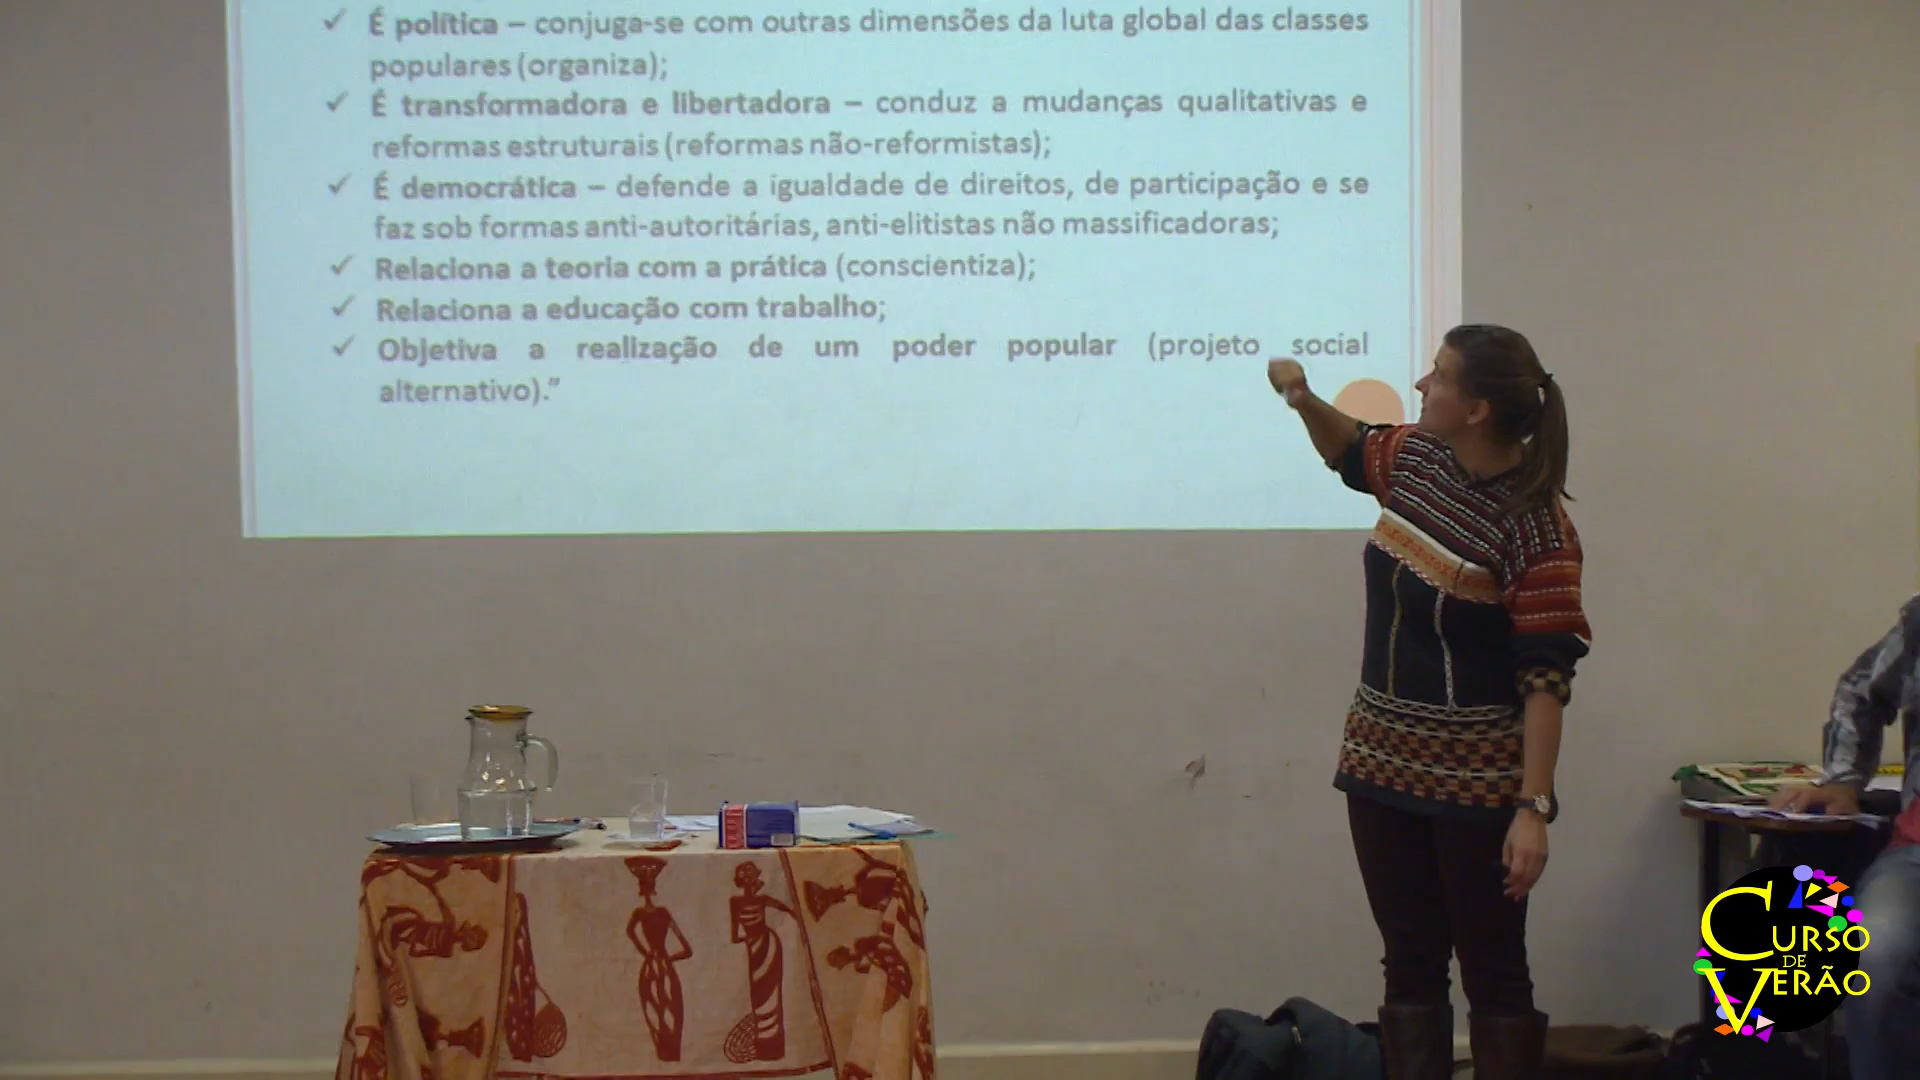 ✓ É política – conjuga-se com outras dimensões da luta global das classes
populares (organiza);
✓ É transformadora e libertadora – conduz a mudanças qualitativas e
reformas estruturais (reformas não-reformistas);
✓ É democrática – defende a igualdade de direitos, de participação e se
faz sob formas anti-autoritárias, anti-elitistas não massificadoras;
✓ Relaciona a teoria com a prática (conscientiza);
✓ Relaciona a educação com trabalho;
✓ Objetiva a realização de um poder popular (projeto social
alternativo)."
CURSO
DE
VERÃO